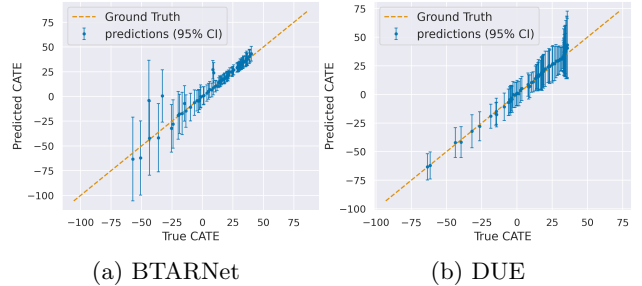 Ground Truth
predictions (95% CI)
Predicted CATE
75
50
25
0
−25
−50
−75
−100
−100 −75 −50 −25 0 25 50 75
True CATE
(a) BTARNet
Ground Truth
predictions (95% CI)
Predicted CATE
75
50
25
0
−25
−50
−75
−100
−100 −75 −50 −25 0 25 50 75
True CATE
(b) DUE